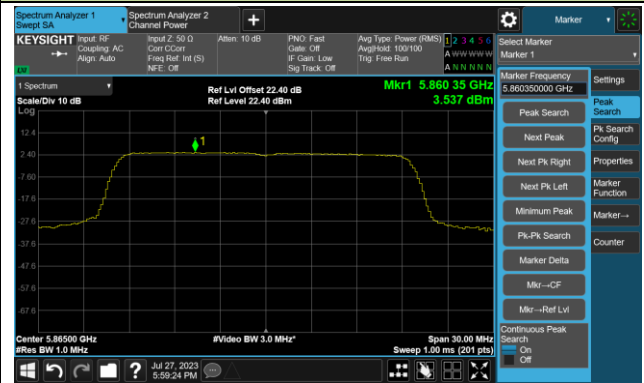 Spectrum Analyzer 1
Swept SA
Spectrum Analyzer 2
Channel Power
+
Marker
KEYSIGHT
Input: RF
Coupling: AC
Align: Auto
Input Z: 50 Ω
Corr CCorr
Freq Ref: Int (S)
NFE: Off
Atten: 10 dB
PNO: Fast
Gate: Off
IF Gain: Low
Sig Track: Off
Avg Type: Power (RMS)
Avg|Hold: 100/100
Trig: Free Run
1 2 3 4 5 6
A W W W W W
A N N N N N
Select Marker
Marker 1
1 Spectrum
Scale/Div 10 dB
Log
Ref Lvl Offset 22.40 dB
Ref Level 22.40 dBm
Mkr1 5.860 35 GHz
3.537 dBm
1
12.4
2.40
-7.60
-17.6
-27.6
-37.6
-47.6
-57.6
-67.6
Center 5.86500 GHz
#Res BW 1.0 MHz
#Video BW 3.0 MHz*
Span 30.00 MHz
Sweep 1.00 ms (201 pts)
Marker Frequency
5.860350000 GHz
Peak Search
Next Peak
Next Pk Right
Next Pk Left
Minimum Peak
Pk-Pk Search
Marker Delta
Mkr→CF
Mkr→Ref Lvl
Continuous Peak
Search
On
Off
Settings
Peak
Search
Pk Search
Config
Properties
Marker
Function
Marker→
Counter
?
Jul 27, 2023
5:59:24 PM